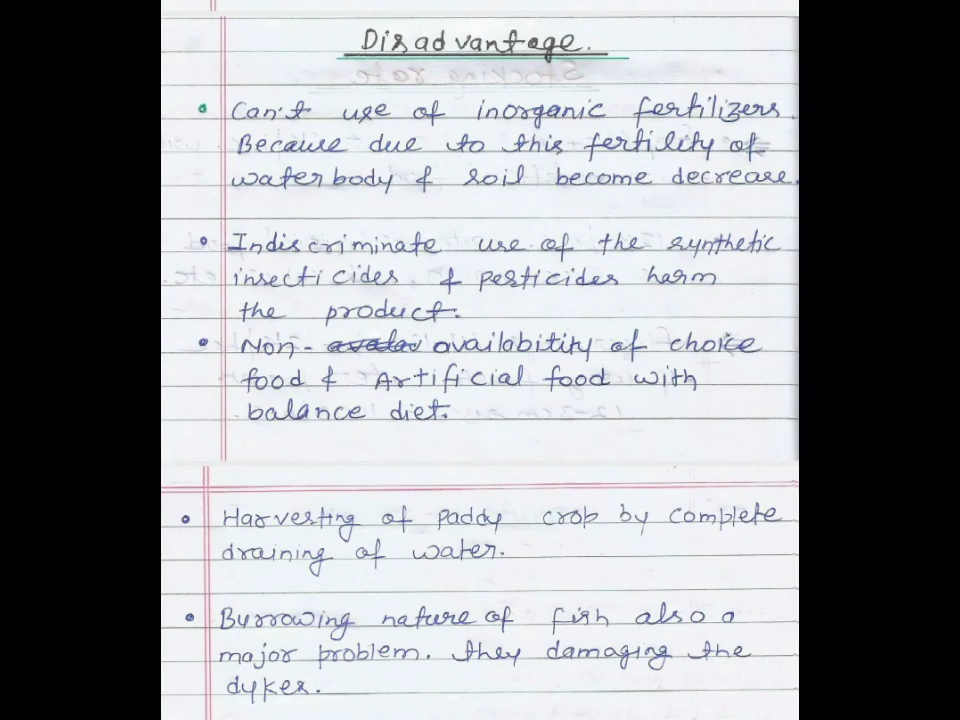 Disadvantage.
• Can't use of inorganic fertilizers.
Because due to this fertility of
waterbody & soil become decrease.
• Indiscriminate use of the synthetic
insecticides, & pesticides harm
the product.
• Non- availabitity of choice
food & Artificial food with
balance diet.
• Harvesting of paddy crop by complete
draining of water.
• Burrowing nature of fish also a
major problem. they damaging the
dykes.